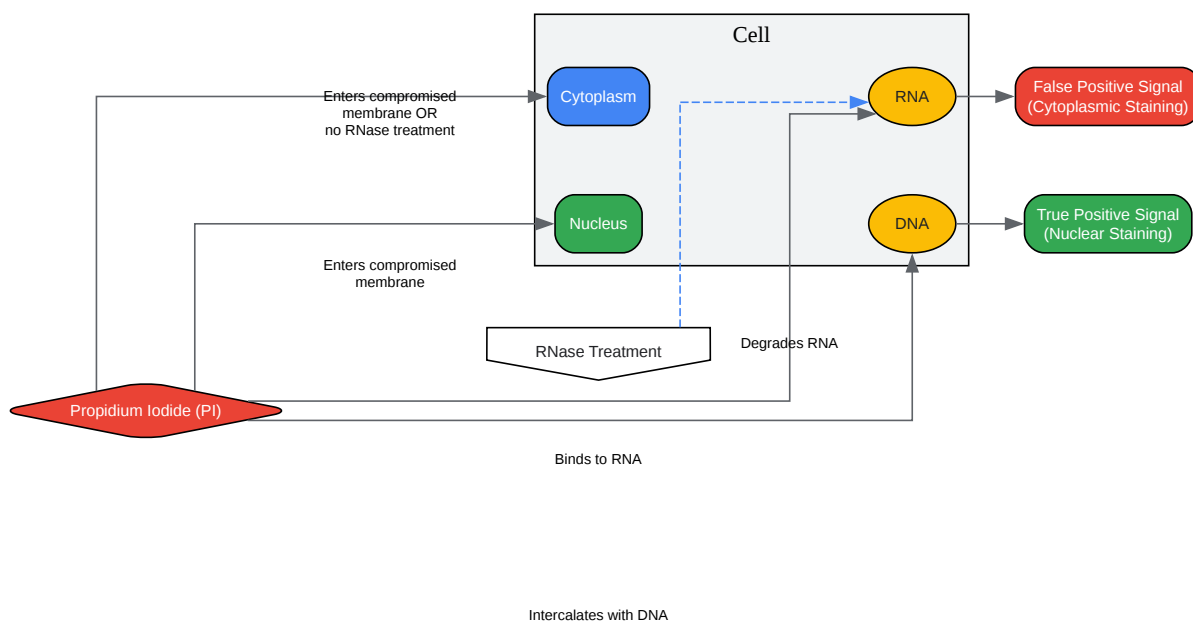 Cell
Enters compromised
membrane OR
no RNase treatment
Cytoplasm
RNA
False Positive Signal
(Cytoplasmic Staining)
Nucleus
DNA
True Positive Signal
(Nuclear Staining)
Enters compromised
membrane
RNase Treatment
Degrades RNA
Propidium Iodide (PI)
Binds to RNA
Intercalates with DNA